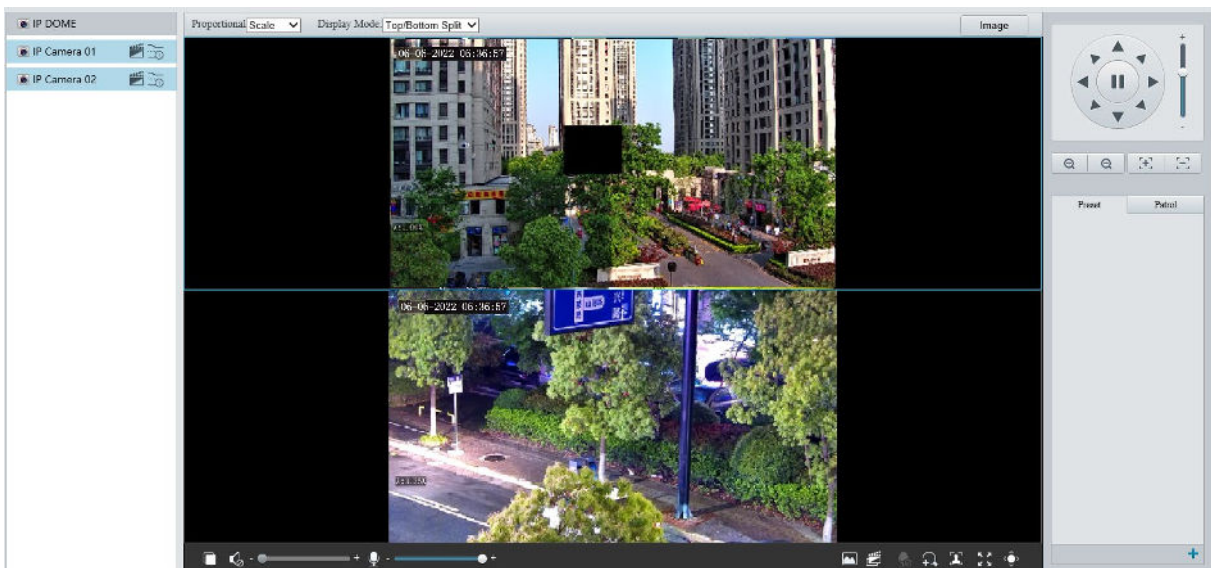 IP DOME
IP Camera 01
IP Camera 02
Proportional Scale Display Mode: Top/Bottom Split Image
06-06-2022 06:36:57
06-06-2022 06:36:57
Preset Patrol